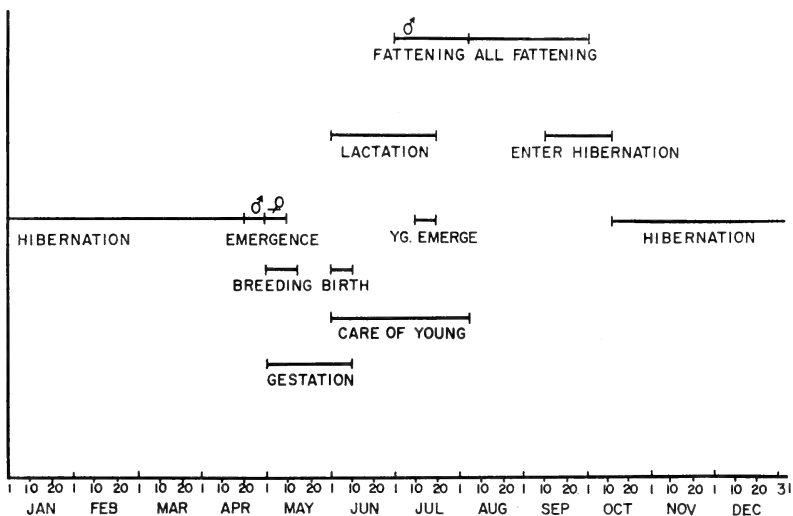 ♂
FATTENING ALL FATTENING
LACTATION ENTER HIBERNATION
♂ ♀
HIBERNATION EMERGENCE YG. EMERGE HIBERNATION
BREEDING BIRTH
CARE OF YOUNG
GESTATION
1 10 20 1 10 20 1 10 20 1 10 20 1 10 20 1 10 20 1 10 20 1 10 20 1 10 20 1 10 20 1 10 20 1 10 20 31
JAN FEB MAR APR MAY JUN JUL AUG SEP OCT NOV DEC